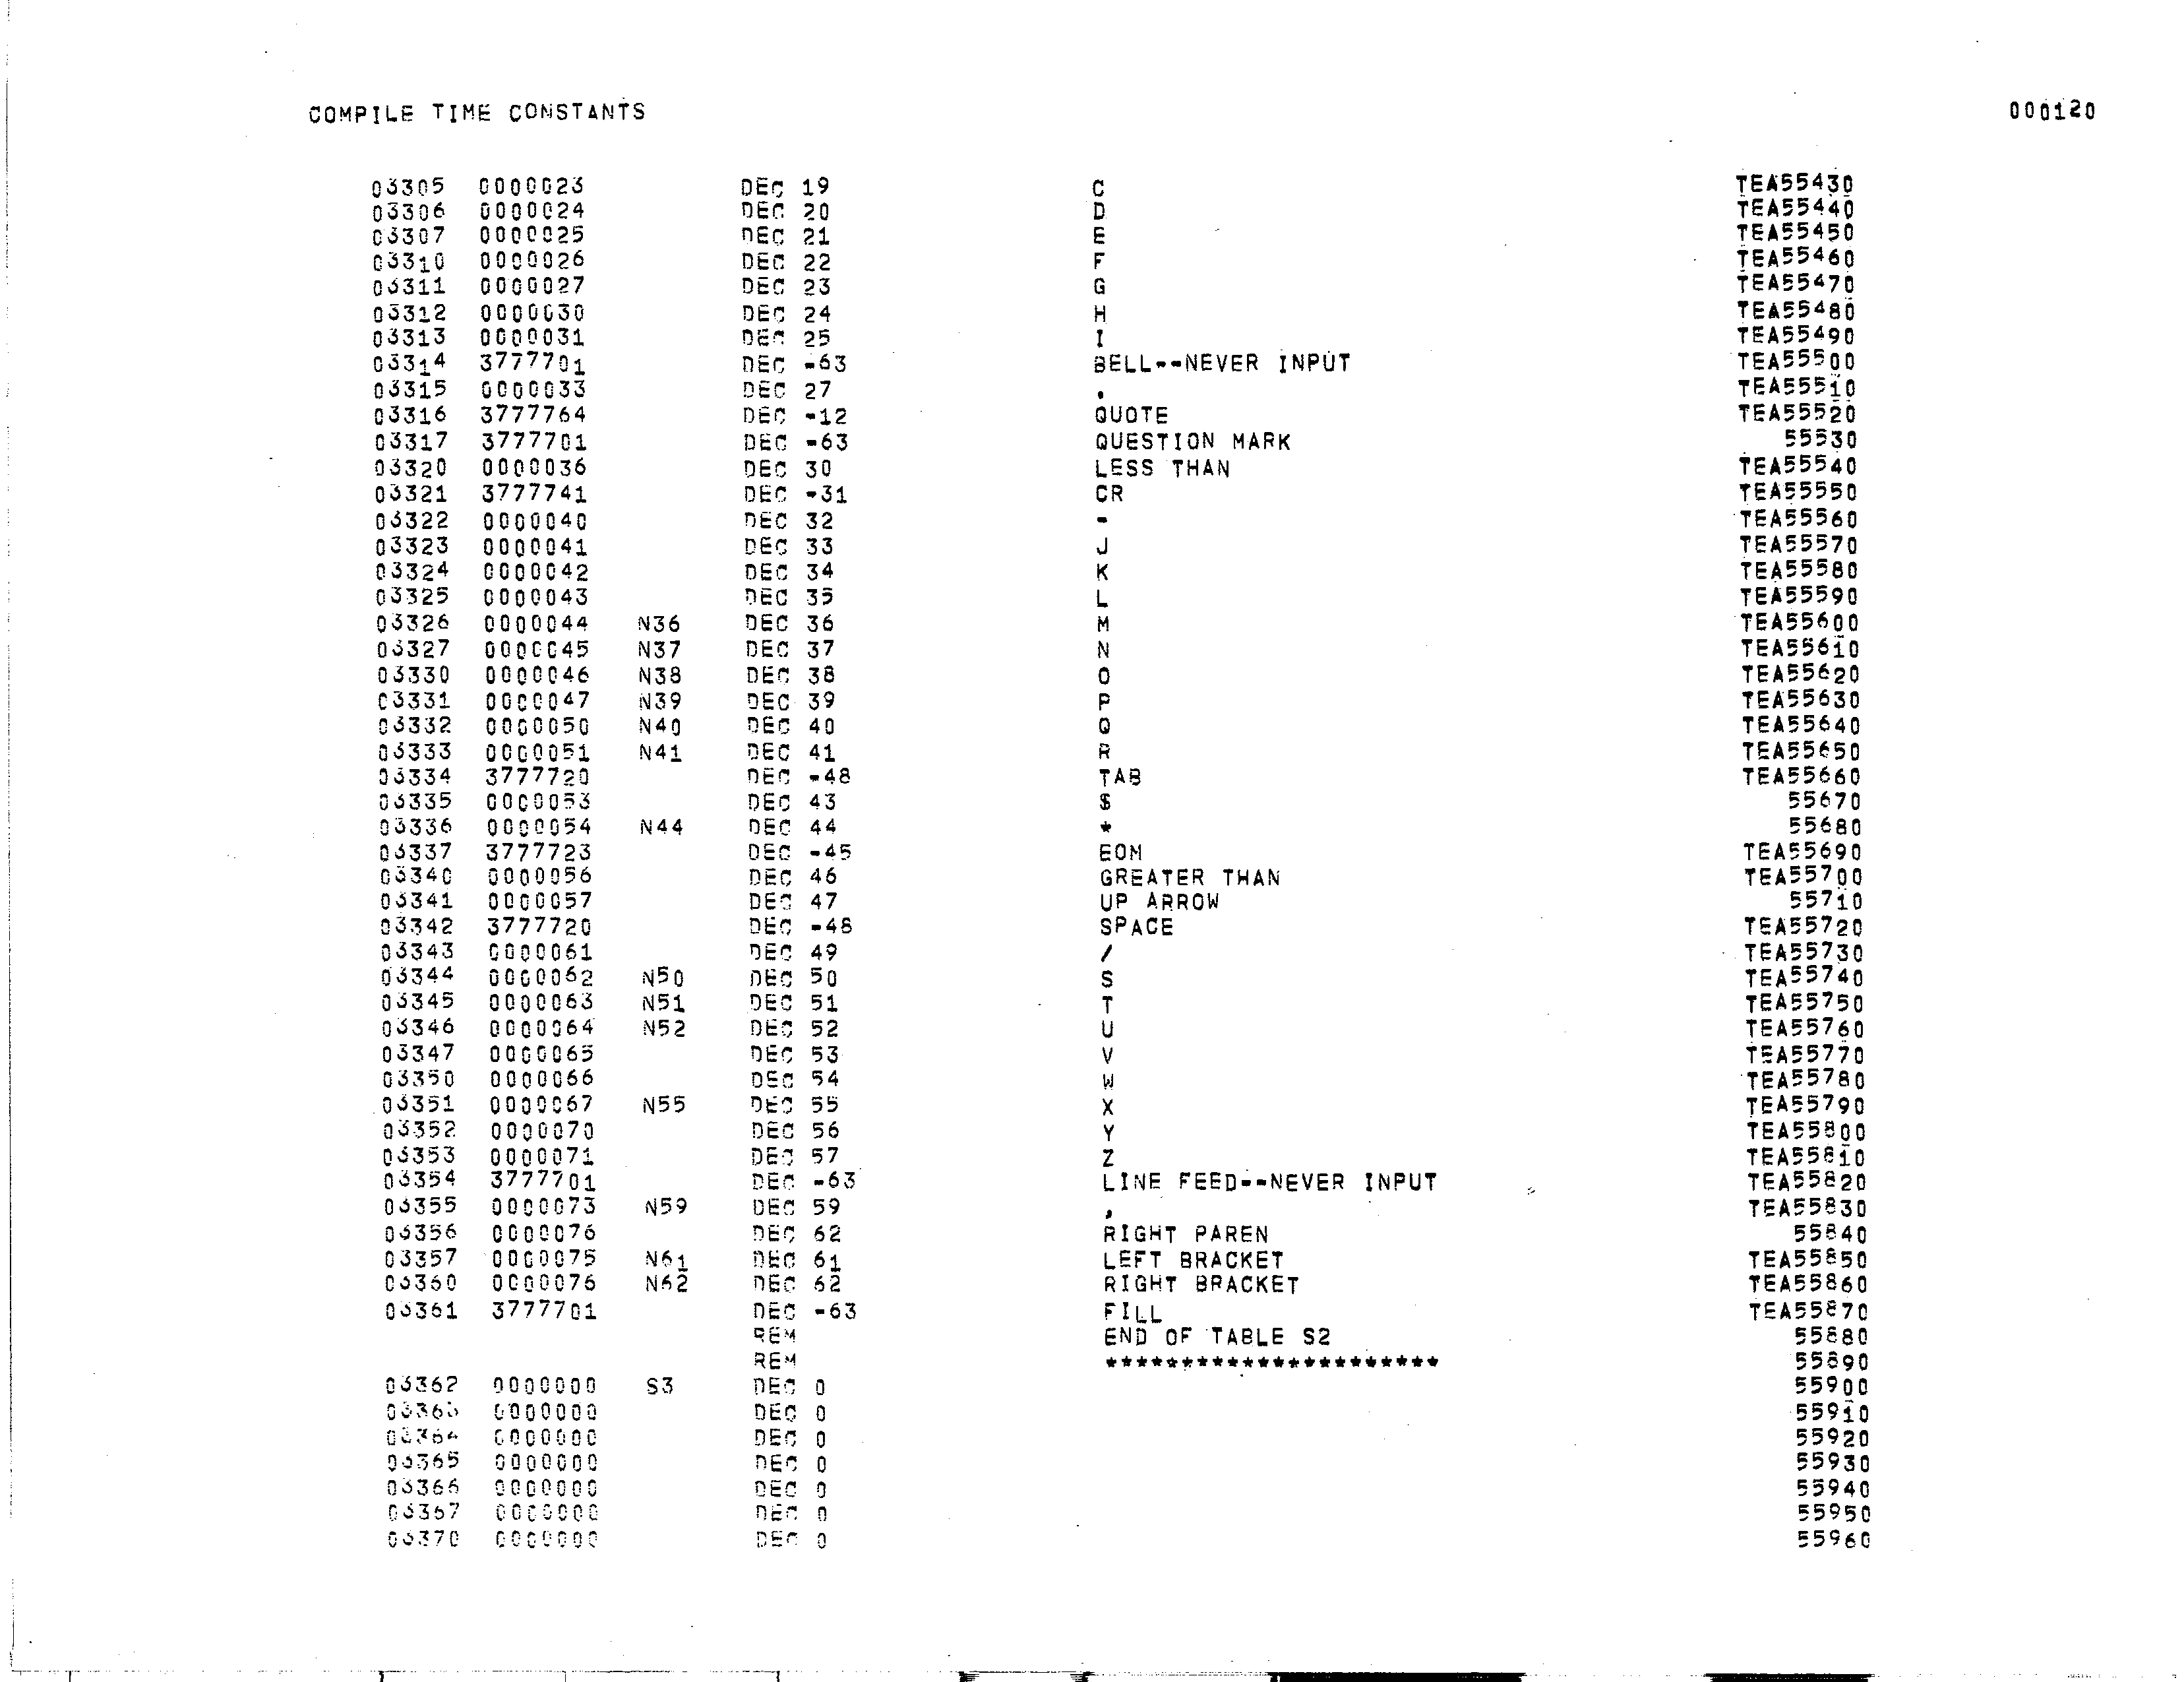 COMPILE TIME CONSTANTS 000120
03305 0000023 DEC 19 C TEA55430
03306 0000024 DEC 20 D TEA55440
03307 0000025 DEC 21 E TEA55450
03310 0000026 DEC 22 F TEA55460
03311 0000027 DEC 23 G TEA55470
03312 0000030 DEC 24 H TEA55480
03313 0000031 DEC 25 I TEA55490
03314 3777701 DEC -63 BELL--NEVER INPUT TEA55500
03315 0000033 DEC 27 . TEA55510
03316 3777764 DEC -12 QUOTE TEA55520
03317 3777701 DEC -63 QUESTION MARK 55530
03320 0000036 DEC 30 LESS THAN TEA55540
03321 3777741 DEC -31 CR TEA55550
03322 0000040 DEC 32 - TEA55560
03323 0000041 DEC 33 J TEA55570
03324 0000042 DEC 34 K TEA55580
03325 0000043 DEC 35 L TEA55590
03326 0000044 N36 DEC 36 M TEA55600
03327 0000045 N37 DEC 37 N TEA55610
03330 0000046 N38 DEC 38 O TEA55620
03331 0000047 N39 DEC 39 P TEA55630
03332 0000050 N40 DEC 40 Q TEA55640
03333 0000051 N41 DEC 41 R TEA55650
03334 3777720 DEC -48 TAB TEA55660
03335 0000053 DEC 43 $ 55670
03336 0000054 N44 DEC 44 * 55680
03337 3777723 DEC -45 EOM TEA55690
03340 0000056 DEC 46 GREATER THAN TEA55700
03341 0000057 DEC 47 UP ARROW 55710
03342 3777720 DEC -48 SPACE TEA55720
03343 0000061 DEC 49 / TEA55730
03344 0000062 N50 DEC 50 S TEA55740
03345 0000063 N51 DEC 51 T TEA55750
03346 0000064 N52 DEC 52 U TEA55760
03347 0000065 DEC 53 V TEA55770
03350 0000066 DEC 54 W TEA55780
03351 0000067 N55 DEC 55 X TEA55790
03352 0000070 DEC 56 Y TEA55800
03353 0000071 DEC 57 Z TEA55810
03354 3777701 DEC -63 LINE FEED--NEVER INPUT TEA55820
03355 0000073 N59 DEC 59 , TEA55830
03356 0000076 DEC 62 RIGHT PAREN 55840
03357 0000075 N61 DEC 61 LEFT BRACKET TEA55850
03360 0000076 N62 DEC 62 RIGHT BRACKET TEA55860
03361 3777701 DEC -63 FILL TEA55870
REM END OF TABLE S2 55880
REM ********************** 55890
03362 0000000 S3 DEC 0 55900
03363 0000000 DEC 0 55910
03364 0000000 DEC 0 55920
03365 0000000 DEC 0 55930
03366 0000000 DEC 0 55940
03367 0000000 DEC 0 55950
03370 0000000 DEC 0 55960